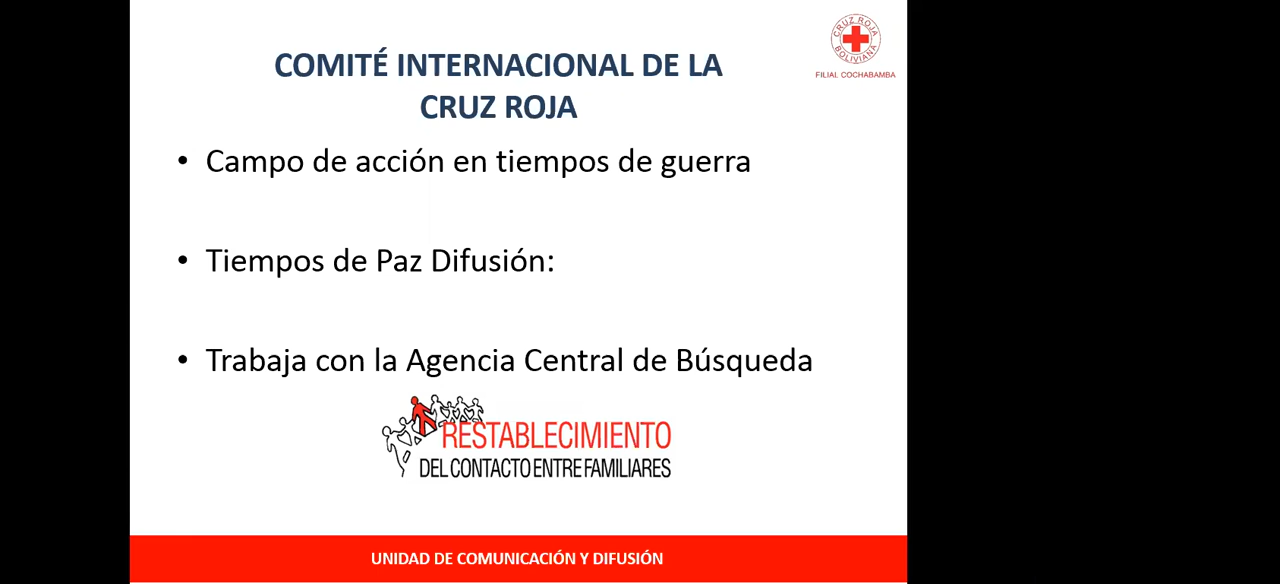 CRUZ ROJA
BOLIVIANA
FILIAL COCHABAMBA
COMITÉ INTERNACIONAL DE LA
CRUZ ROJA
• Campo de acción en tiempos de guerra
• Tiempos de Paz Difusión:
• Trabaja con la Agencia Central de Búsqueda
RESTABLECIMIENTO
DEL CONTACTO ENTRE FAMILIARES
UNIDAD DE COMUNICACIÓN Y DIFUSIÓN